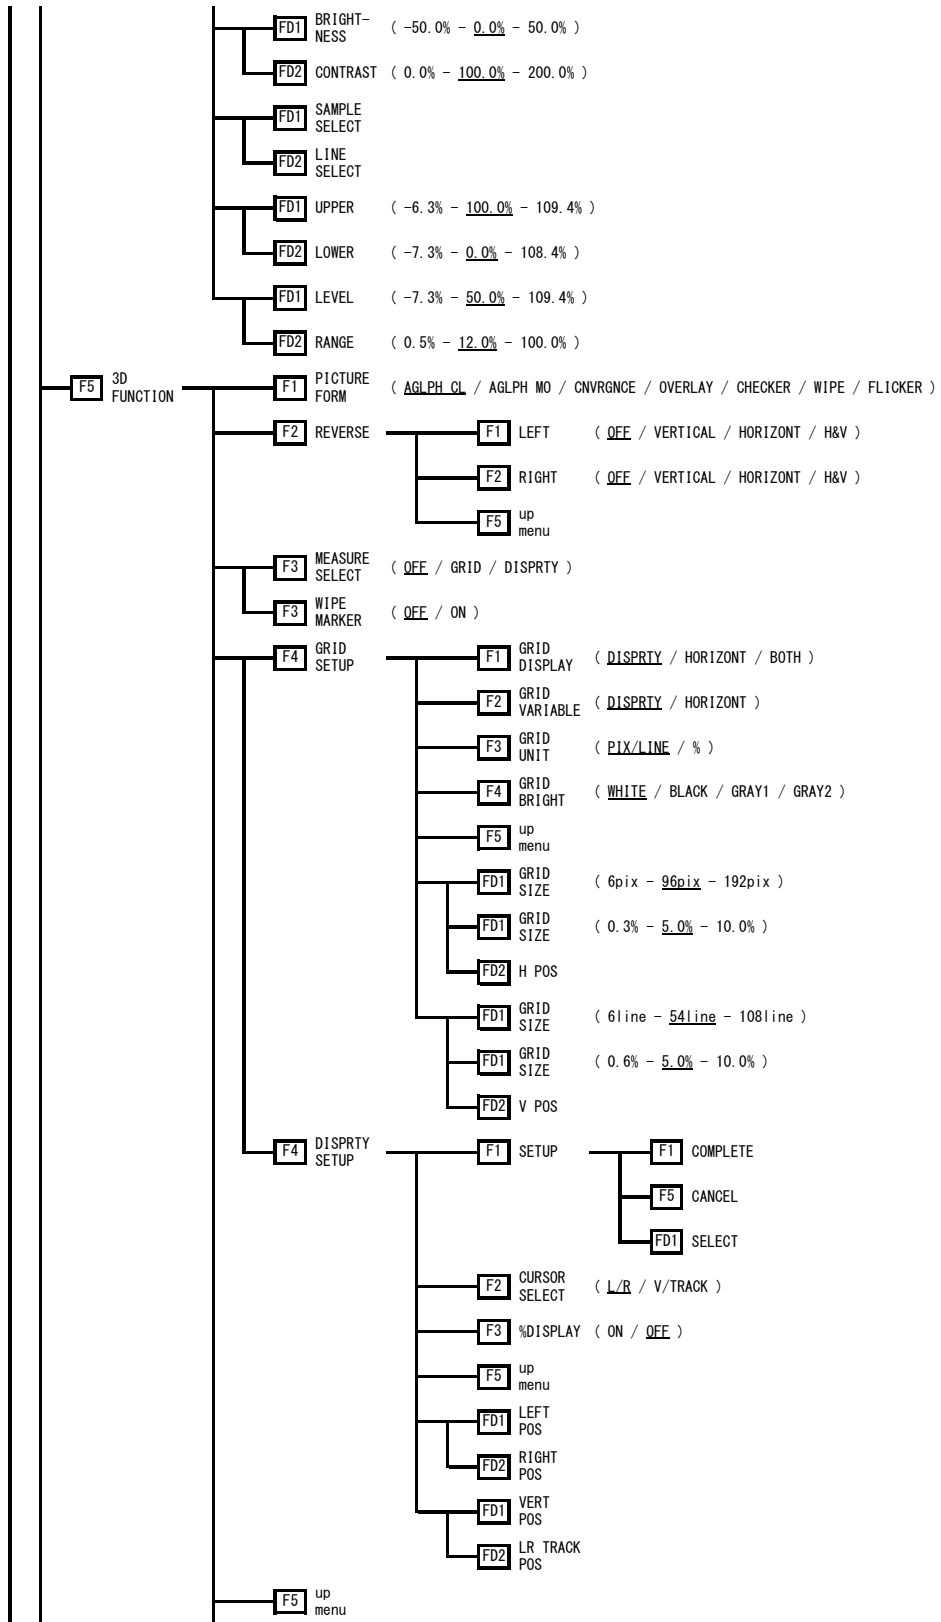 FD1 BRIGHT-
NESS ( -50.0% - 0.0% - 50.0% )
FD2 CONTRAST ( 0.0% - 100.0% - 200.0% )
FD1 SAMPLE
SELECT
FD2 LINE
SELECT
FD1 UPPER ( -6.3% - 100.0% - 109.4% )
FD2 LOWER ( -7.3% - 0.0% - 108.4% )
FD1 LEVEL ( -7.3% - 50.0% - 109.4% )
FD2 RANGE ( 0.5% - 12.0% - 100.0% )
F5 3D
FUNCTION
F1 PICTURE
FORM ( AGLPH CL / AGLPH MO / CNVRGNCE / OVERLAY / CHECKER / WIPE / FLICKER )
F2 REVERSE
F1 LEFT ( OFF / VERTICAL / HORIZONT / H&V )
F2 RIGHT ( OFF / VERTICAL / HORIZONT / H&V )
F5 up
menu
F3 MEASURE
SELECT ( OFF / GRID / DISPRTY )
F3 WIPE
MARKER ( OFF / ON )
F4 GRID
SETUP
F1 GRID
DISPLAY ( DISPRTY / HORIZONT / BOTH )
F2 GRID
VARIABLE ( DISPRTY / HORIZONT )
F3 GRID
UNIT ( PIX/LINE / % )
F4 GRID
BRIGHT ( WHITE / BLACK / GRAY1 / GRAY2 )
F5 up
menu
FD1 GRID
SIZE ( 6pix - 96pix - 192pix )
FD1 GRID
SIZE ( 0.3% - 5.0% - 10.0% )
FD2 H POS
FD1 GRID
SIZE ( 6line - 54line - 108line )
FD1 GRID
SIZE ( 0.6% - 5.0% - 10.0% )
FD2 V POS
F4 DISPRTY
SETUP
F1 SETUP
F1 COMPLETE
F5 CANCEL
FD1 SELECT
F2 CURSOR
SELECT ( L/R / V/TRACK )
F3 %DISPLAY ( ON / OFF )
F5 up
menu
FD1 LEFT
POS
FD2 RIGHT
POS
FD1 VERT
POS
FD2 LR TRACK
POS
F5 up
menu